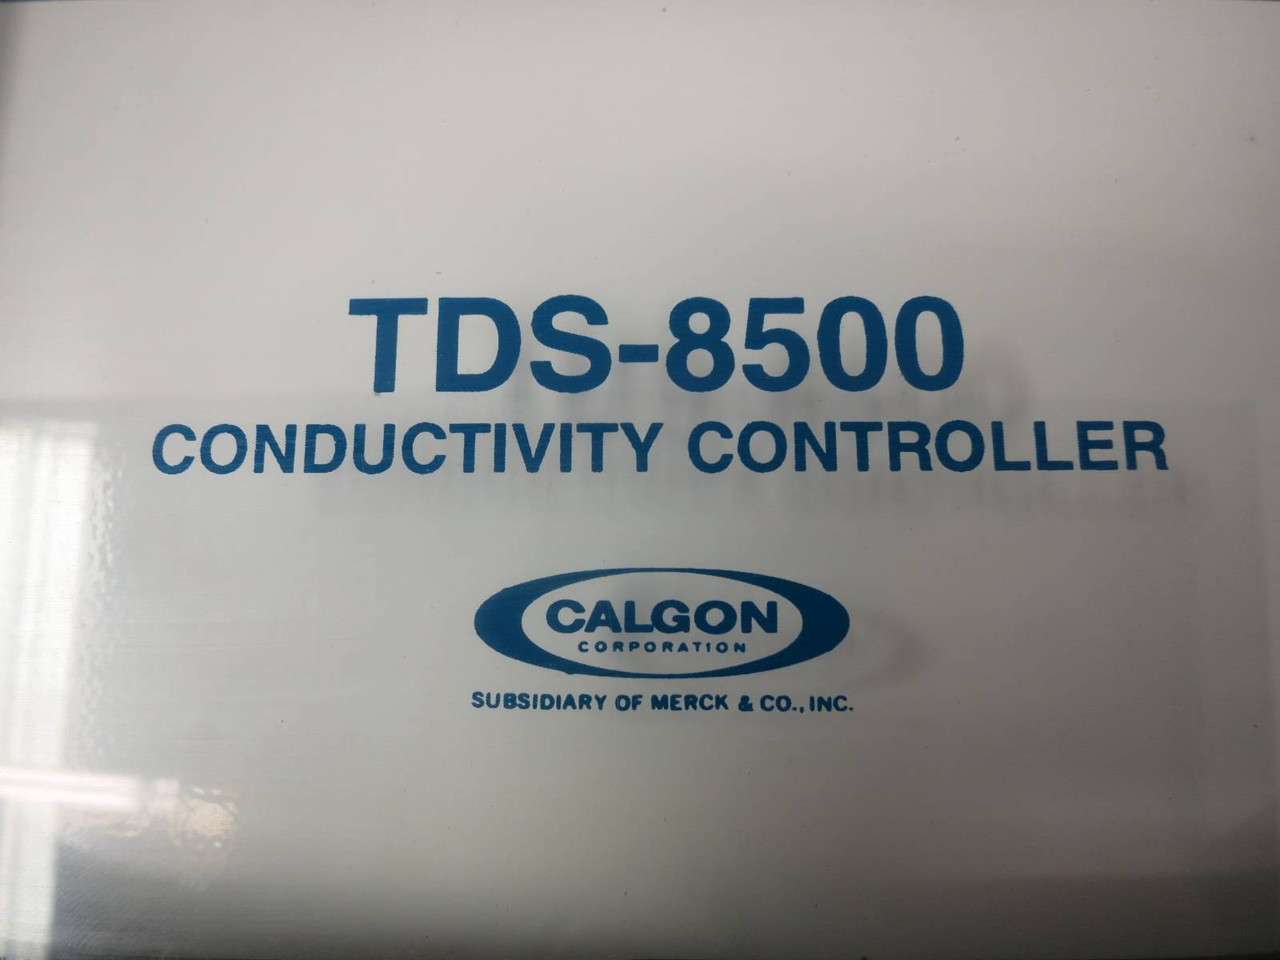 TDS-8500
CONDUCTIVITY CONTROLLER
CALGON
CORPORATION
SUBSIDIARY OF MERCK & CO., INC.